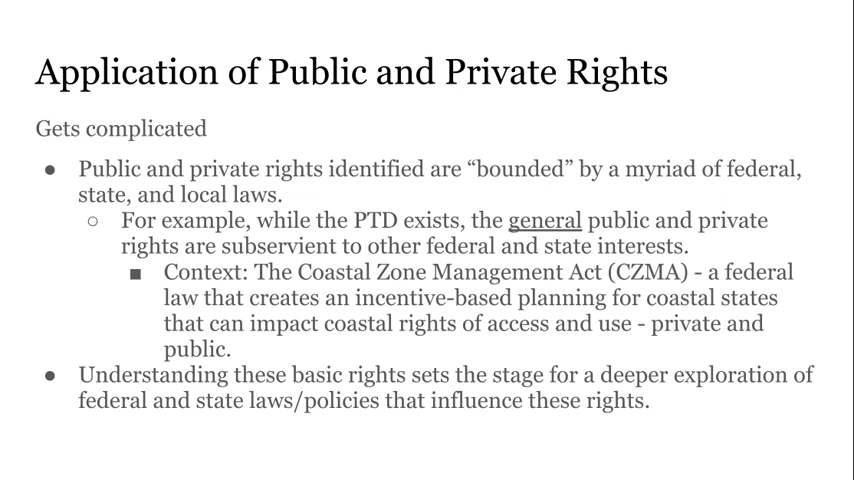 Application of Public and Private Rights
Gets complicated
● Public and private rights identified are “bounded” by a myriad of federal,
state, and local laws.
○ For example, while the PTD exists, the general public and private
rights are subservient to other federal and state interests.
■ Context: The Coastal Zone Management Act (CZMA) - a federal
law that creates an incentive-based planning for coastal states
that can impact coastal rights of access and use - private and
public.
● Understanding these basic rights sets the stage for a deeper exploration of
federal and state laws/policies that influence these rights.